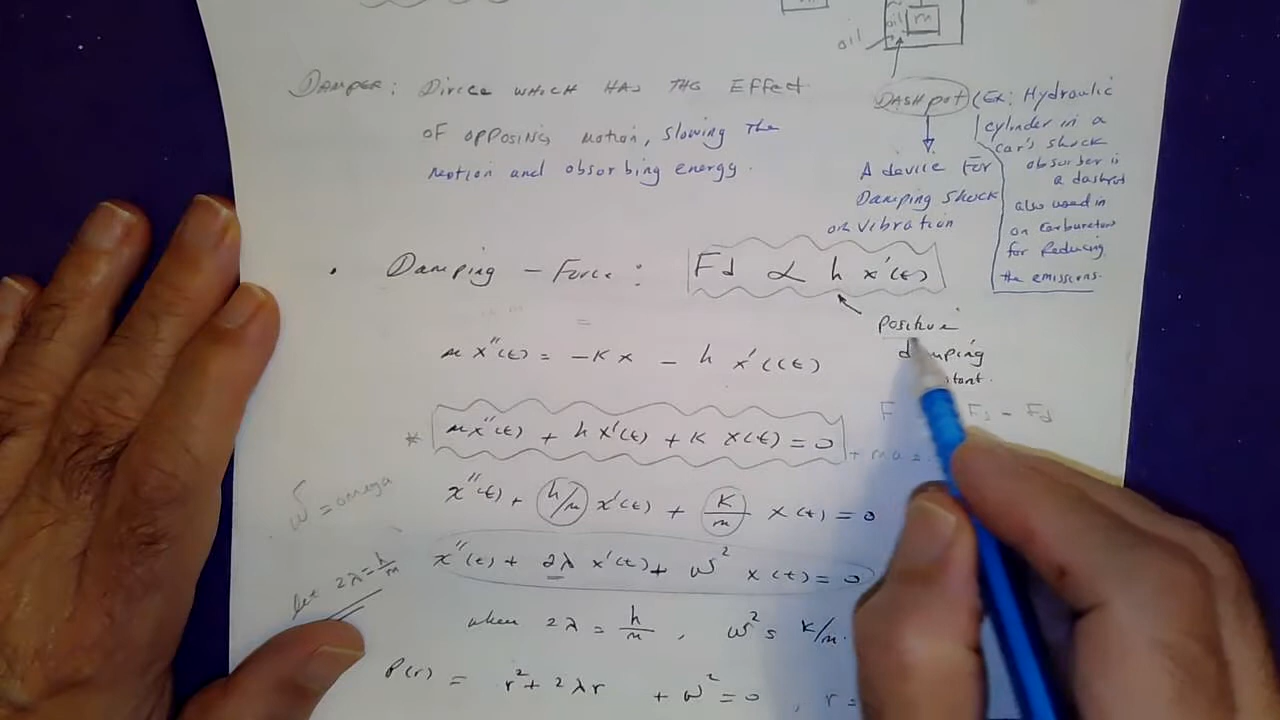 m
oil
m
oil
DAMPER: Divice WHICH HAS THE EFFect
OF OPPOSING MOTION, slowing The
Motion and absorbing energy.
DASHpot (Ex: Hydraulic
cylinder in a
car's shock
absorber is
a dashpot
also used in
on carburetors
for Reducing
the emissions.
A device For
Damping Shock
or vibration
• Damping - Force: Fd ∝ h x'(t)
Positive
damping
m x''(t) = -K x - h x'(t)
* mx''(t) + h x'(t) + K x(t) = 0
x''(t) + h/m x'(t) + K/m x(t) = 0
ω = omega
x''(t) + 2λ x'(t) + ω² x(t) = 0
let 2λ = h/m
when 2λ = h/m, ω² = K/m.
P(r) = r² + 2λr + ω² = 0, r =